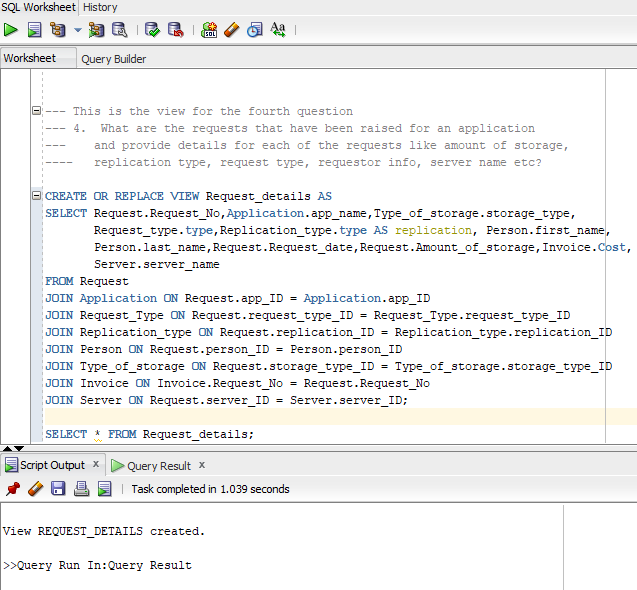 SQL Worksheet History
Worksheet Query Builder
--- This is the view for the fourth question
--- 4.  What are the requests that have been raised for an application
---    and provide details for each of the requests like amount of storage,
----   replication type, request type, requestor info, server name etc?
CREATE OR REPLACE VIEW Request_details AS
SELECT Request.Request_No,Application.app_name,Type_of_storage.storage_type,
Request_type.type,Replication_type.type AS replication, Person.first_name,
Person.last_name,Request.Request_date,Request.Amount_of_storage,Invoice.Cost,
Server.server_name
FROM Request
JOIN Application ON Request.app_ID = Application.app_ID
JOIN Request_Type ON Request.request_type_ID = Request_Type.request_type_ID
JOIN Replication_type ON Request.replication_ID = Replication_type.replication_ID
JOIN Person ON Request.person_ID = Person.person_ID
JOIN Type_of_storage ON Request.storage_type_ID = Type_of_storage.storage_type_ID
JOIN Invoice ON Invoice.Request_No = Request.Request_No
JOIN Server ON Request.server_ID = Server.server_ID;
SELECT * FROM Request_details;
Script Output x Query Result x
Task completed in 1.039 seconds
View REQUEST_DETAILS created.
>>Query Run In:Query Result